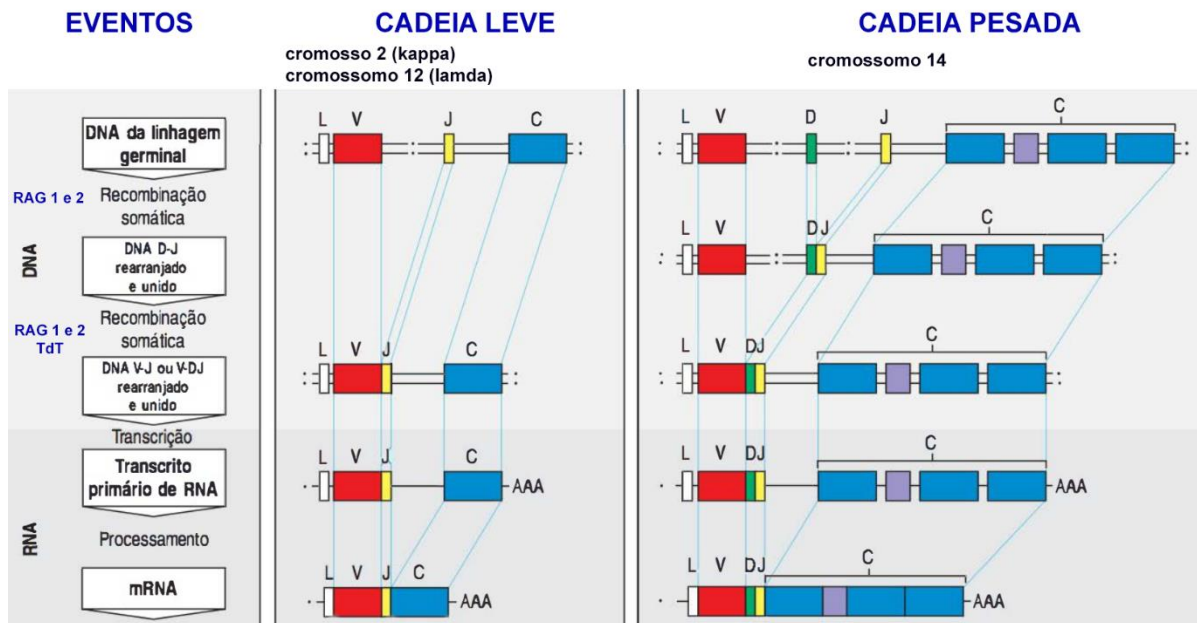 EVENTOS
CADEIA LEVE
CADEIA PESADA
cromosso 2 (kappa)
cromossomo 12 (lamda)
cromossomo 14
DNA
RNA
DNA da linhagem
germinal
RAG 1 e 2
Recombinação
somática
DNA D-J
rearranjado
e unido
RAG 1 e 2
TdT
Recombinação
somática
DNA V-J ou V-DJ
rearranjado
e unido
Transcrição
Transcrito
primário de RNA
Processamento
mRNA
L V J C
L V J C
L V J C AAA
L V J C AAA
L V D J C
L V D J C
L V DJ C
L V DJ C AAA
L V DJ C AAA